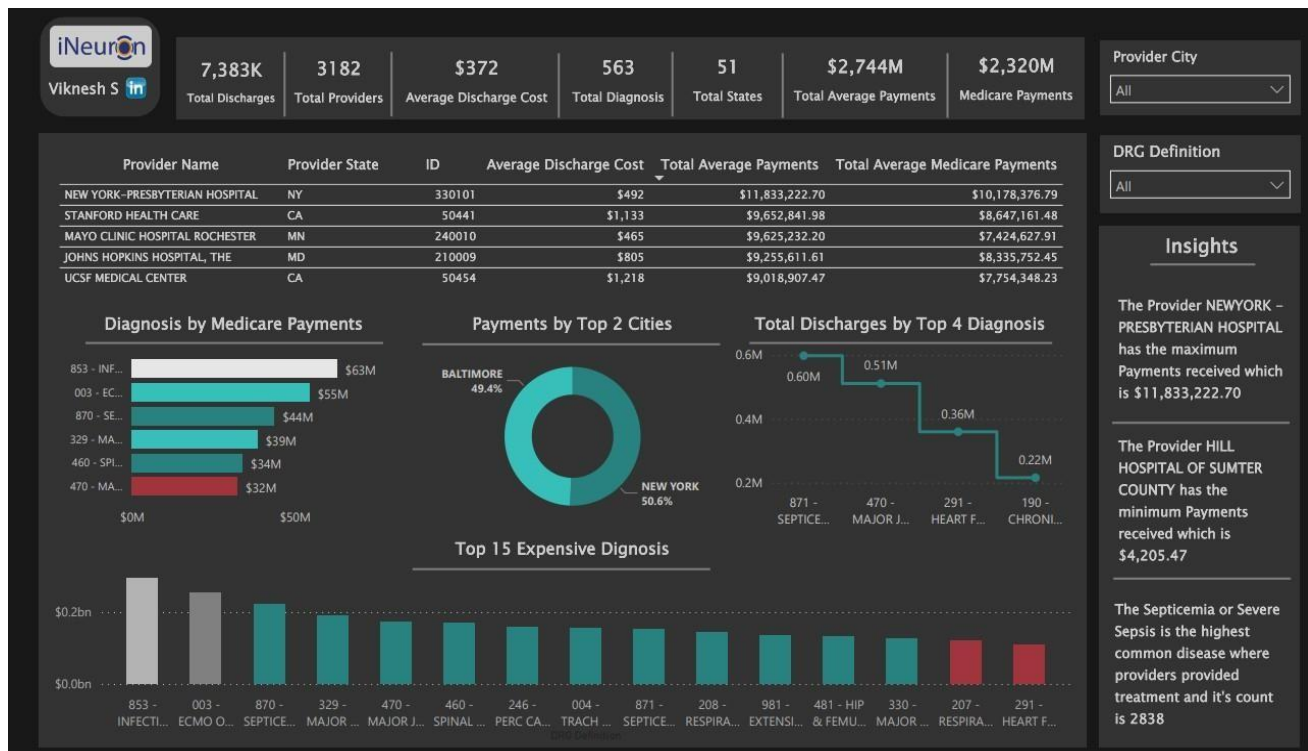 iNeuron
Viknesh S in
7,383K
Total Discharges
3182
Total Providers
$372
Average Discharge Cost
563
Total Diagnosis
51
Total States
$2,744M
Total Average Payments
$2,320M
Medicare Payments
Provider City
All
DRG Definition
All
Provider Name Provider State ID Average Discharge Cost Total Average Payments Total Average Medicare Payments
NEW YORK-PRESBYTERIAN HOSPITAL NY 330101 $492 $11,833,222.70 $10,178,376.79
STANFORD HEALTH CARE CA 50441 $1,133 $9,652,841.98 $8,647,161.48
MAYO CLINIC HOSPITAL ROCHESTER MN 240010 $465 $9,625,232.20 $7,424,627.91
JOHNS HOPKINS HOSPITAL, THE MD 210009 $805 $9,255,611.61 $8,335,752.45
UCSF MEDICAL CENTER CA 50454 $1,218 $9,018,907.47 $7,754,348.23
Diagnosis by Medicare Payments
853 - INF... $63M
003 - EC... $55M
870 - SE... $44M
329 - MA... $39M
460 - SPI... $34M
470 - MA... $32M
$0M $50M
Payments by Top 2 Cities
BALTIMORE
49.4%
NEW YORK
50.6%
Total Discharges by Top 4 Diagnosis
0.6M
0.4M
0.2M
0.60M
0.51M
0.36M
0.22M
871 -
SEPTICE...
470 -
MAJOR J...
291 -
HEART F...
190 -
CHRONI...
Top 15 Expensive Dignosis
$0.2bn
$0.0bn
853 -
INFECTI...
003 -
ECMO O...
870 -
SEPTICE...
329 -
MAJOR ...
470 -
MAJOR J...
460 -
SPINAL ...
246 -
PERC CA...
004 -
TRACH ...
871 -
SEPTICE...
208 -
RESPIRA...
981 -
EXTENSI...
481 - HIP
& FEMU...
330 -
MAJOR ...
207 -
RESPIRA...
291 -
HEART F...
DRG Definition
Insights
The Provider NEWYORK -
PRESBYTERIAN HOSPITAL
has the maximum
Payments received which
is $11,833,222.70
The Provider HILL
HOSPITAL OF SUMTER
COUNTY has the
minimum Payments
received which is
$4,205.47
The Septicemia or Severe
Sepsis is the highest
common disease where
providers provided
treatment and it's count
is 2838